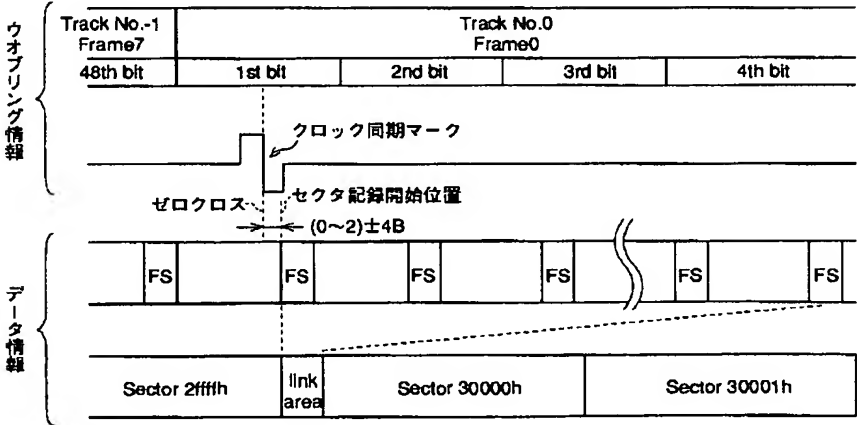 ウオブリング情報
Track No.-1
Frame7
Track No.0
Frame0
48th bit
1st bit
2nd bit
3rd bit
4th bit
クロック同期マーク
ゼロクロス
セクタ記録開始位置
(0～2)±4B
データ情報
FS
FS
FS
FS
FS
FS
Sector 2ffffh
link
area
Sector 30000h
Sector 30001h